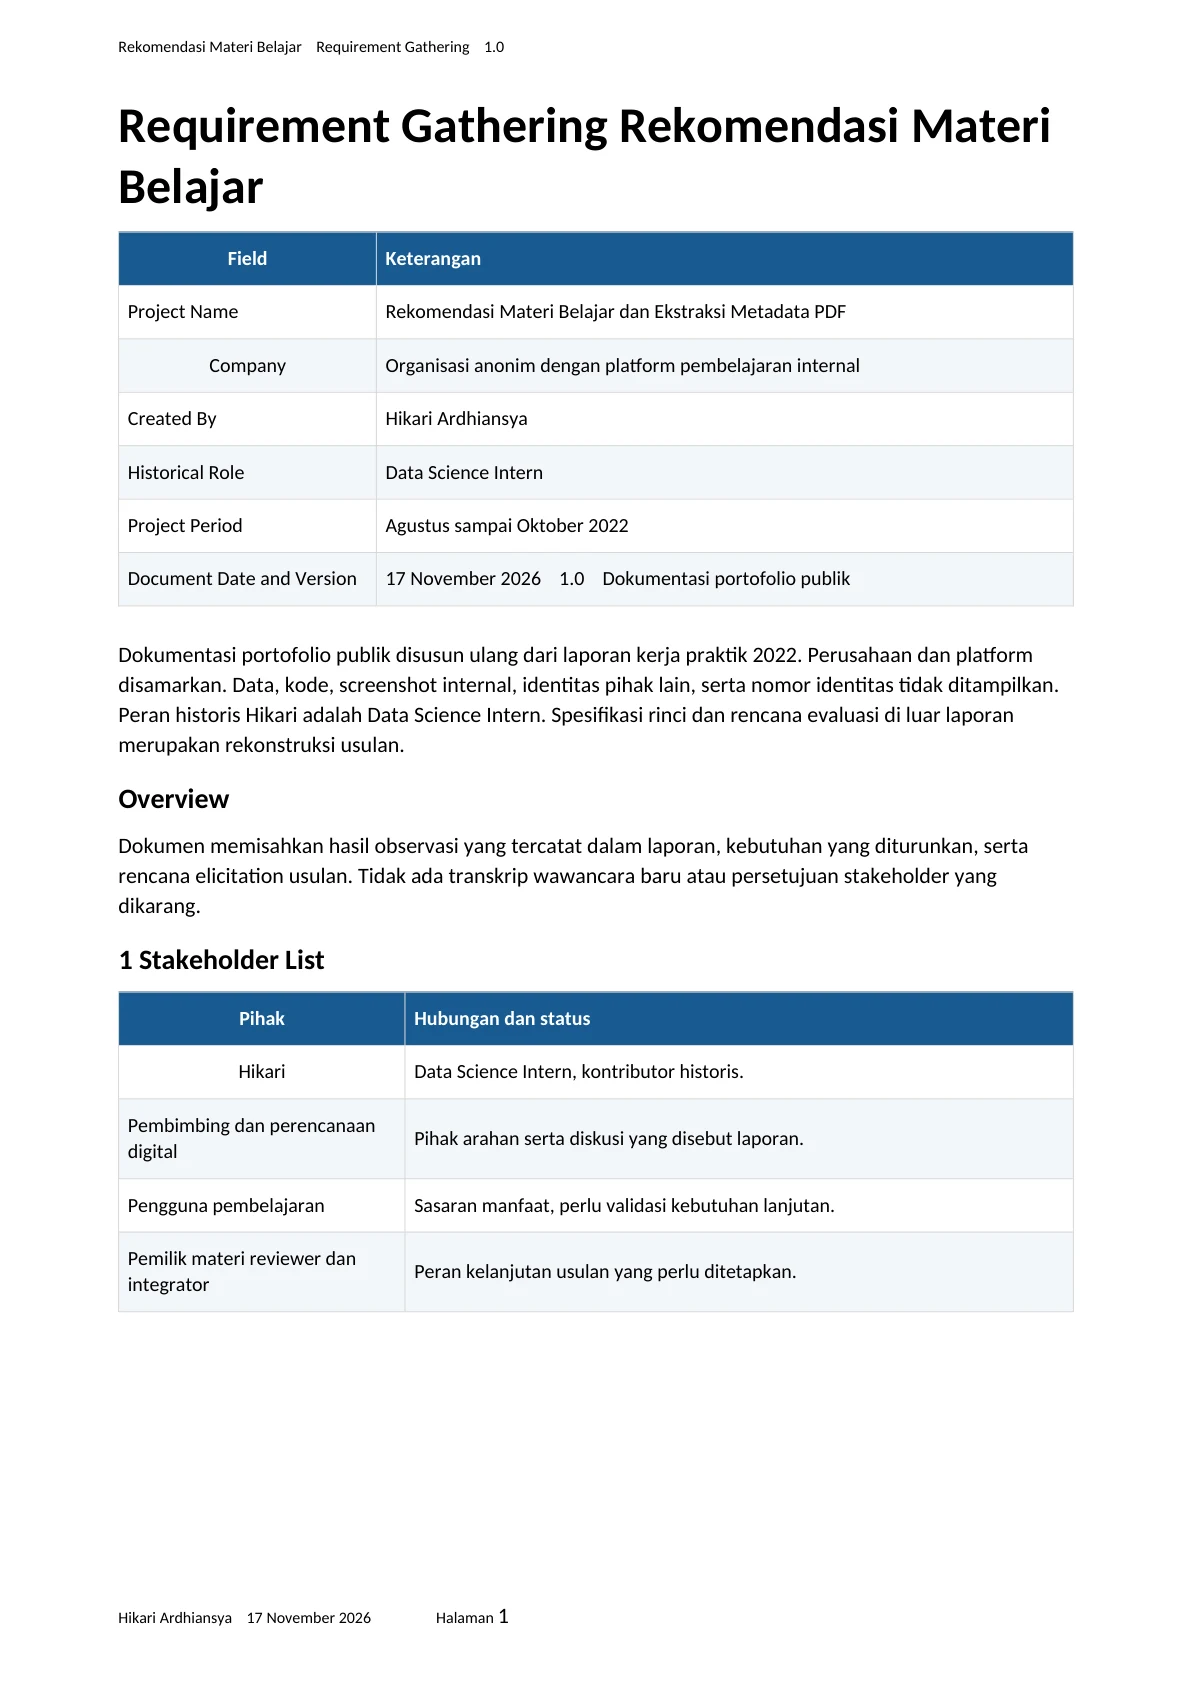 Rekomendasi Materi Belajar Requirement Gathering 1.0
Requirement Gathering Rekomendasi Materi
Belajar
Field Keterangan
Project Name Rekomendasi Materi Belajar dan Ekstraksi Metadata PDF
Company Organisasi anonim dengan platform pembelajaran internal
Created By Hikari Ardhiansya
Historical Role Data Science Intern
Project Period Agustus sampai Oktober 2022
Document Date and Version 17 November 2026 1.0 Dokumentasi portofolio publik
Dokumentasi portofolio publik disusun ulang dari laporan kerja praktik 2022. Perusahaan dan platform
disamarkan. Data, kode, screenshot internal, identitas pihak lain, serta nomor identitas tidak ditampilkan.
Peran historis Hikari adalah Data Science Intern. Spesifikasi rinci dan rencana evaluasi di luar laporan
merupakan rekonstruksi usulan.
Overview
Dokumen memisahkan hasil observasi yang tercatat dalam laporan, kebutuhan yang diturunkan, serta
rencana elicitation usulan. Tidak ada transkrip wawancara baru atau persetujuan stakeholder yang
dikarang.
1 Stakeholder List
Pihak Hubungan dan status
Hikari Data Science Intern, kontributor historis.
Pembimbing dan perencanaan
digital
Pihak arahan serta diskusi yang disebut laporan.
Pengguna pembelajaran Sasaran manfaat, perlu validasi kebutuhan lanjutan.
Pemilik materi reviewer dan
integrator
Peran kelanjutan usulan yang perlu ditetapkan.
Hikari Ardhiansya 17 November 2026 Halaman 1